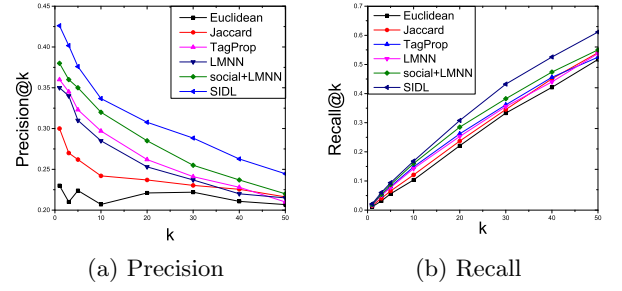 Precision@k
0.45
0.40
0.35
0.30
0.25
0.20
0
10
20
30
40
50
k
Euclidean
Jaccard
TagProp
LMNN
social+LMNN
SIDL
(a) Precision
Recall@k
0.7
0.6
0.5
0.4
0.3
0.2
0.1
0.0
0
10
20
30
40
50
k
Euclidean
Jaccard
TagProp
LMNN
social+LMNN
SIDL
(b) Recall